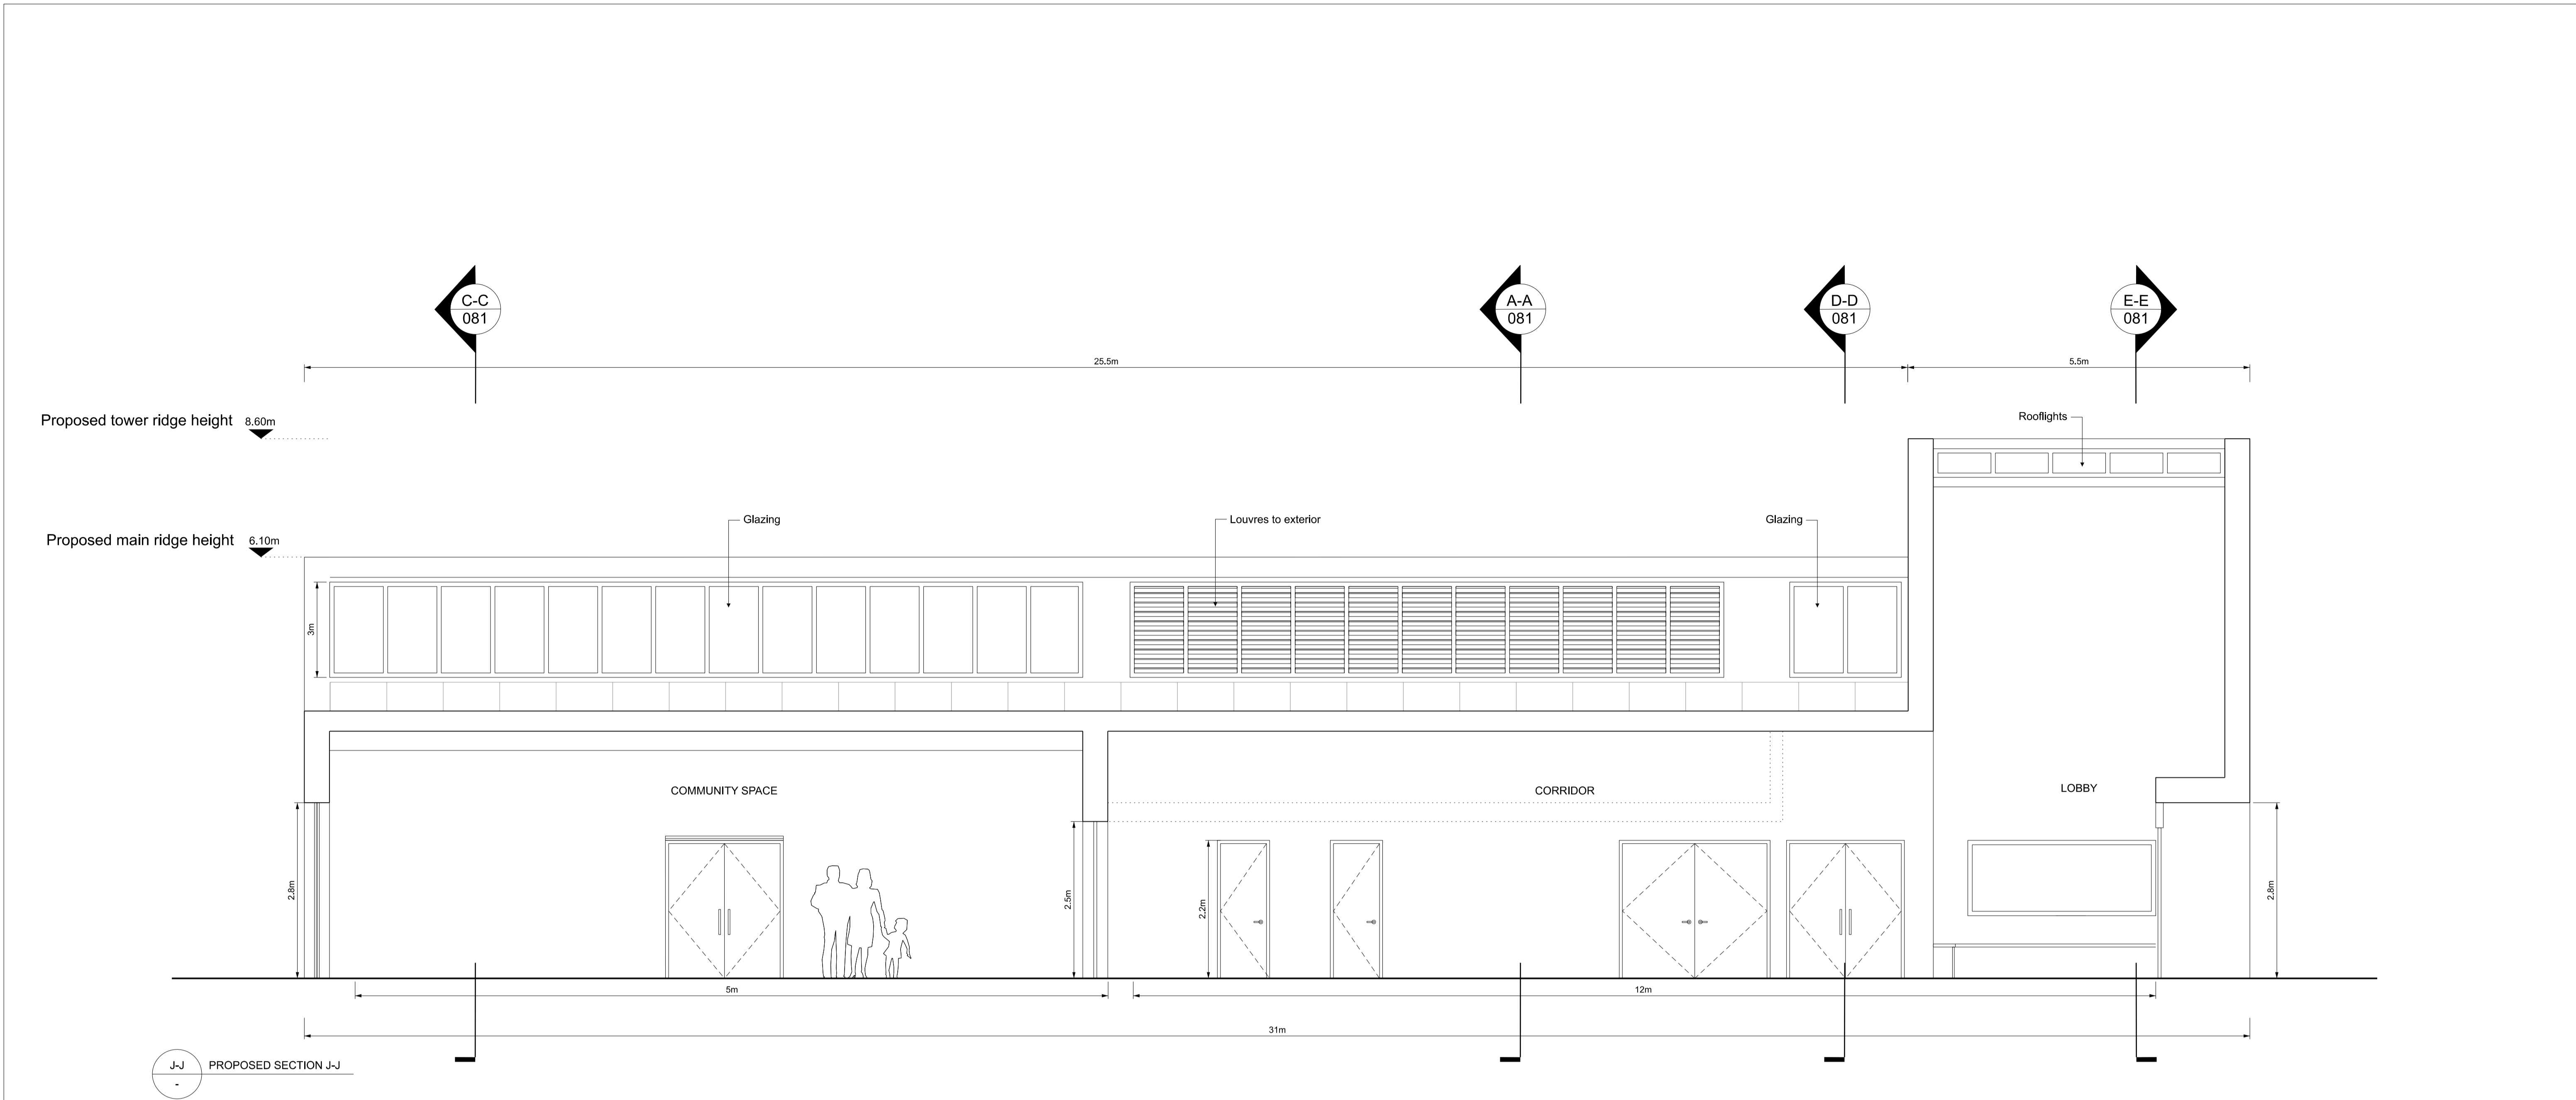 C-C
081
A-A
081
D-D
081
E-E
081
25.5m
5.5m
Proposed tower ridge height 8.60m
Rooflights
Glazing
Louvres to exterior
Glazing
Proposed main ridge height 6.10m
3m
COMMUNITY SPACE
CORRIDOR
LOBBY
2.8m
2.5m
2.2m
2.8m
5m
12m
31m
J-J
-
PROPOSED SECTION J-J